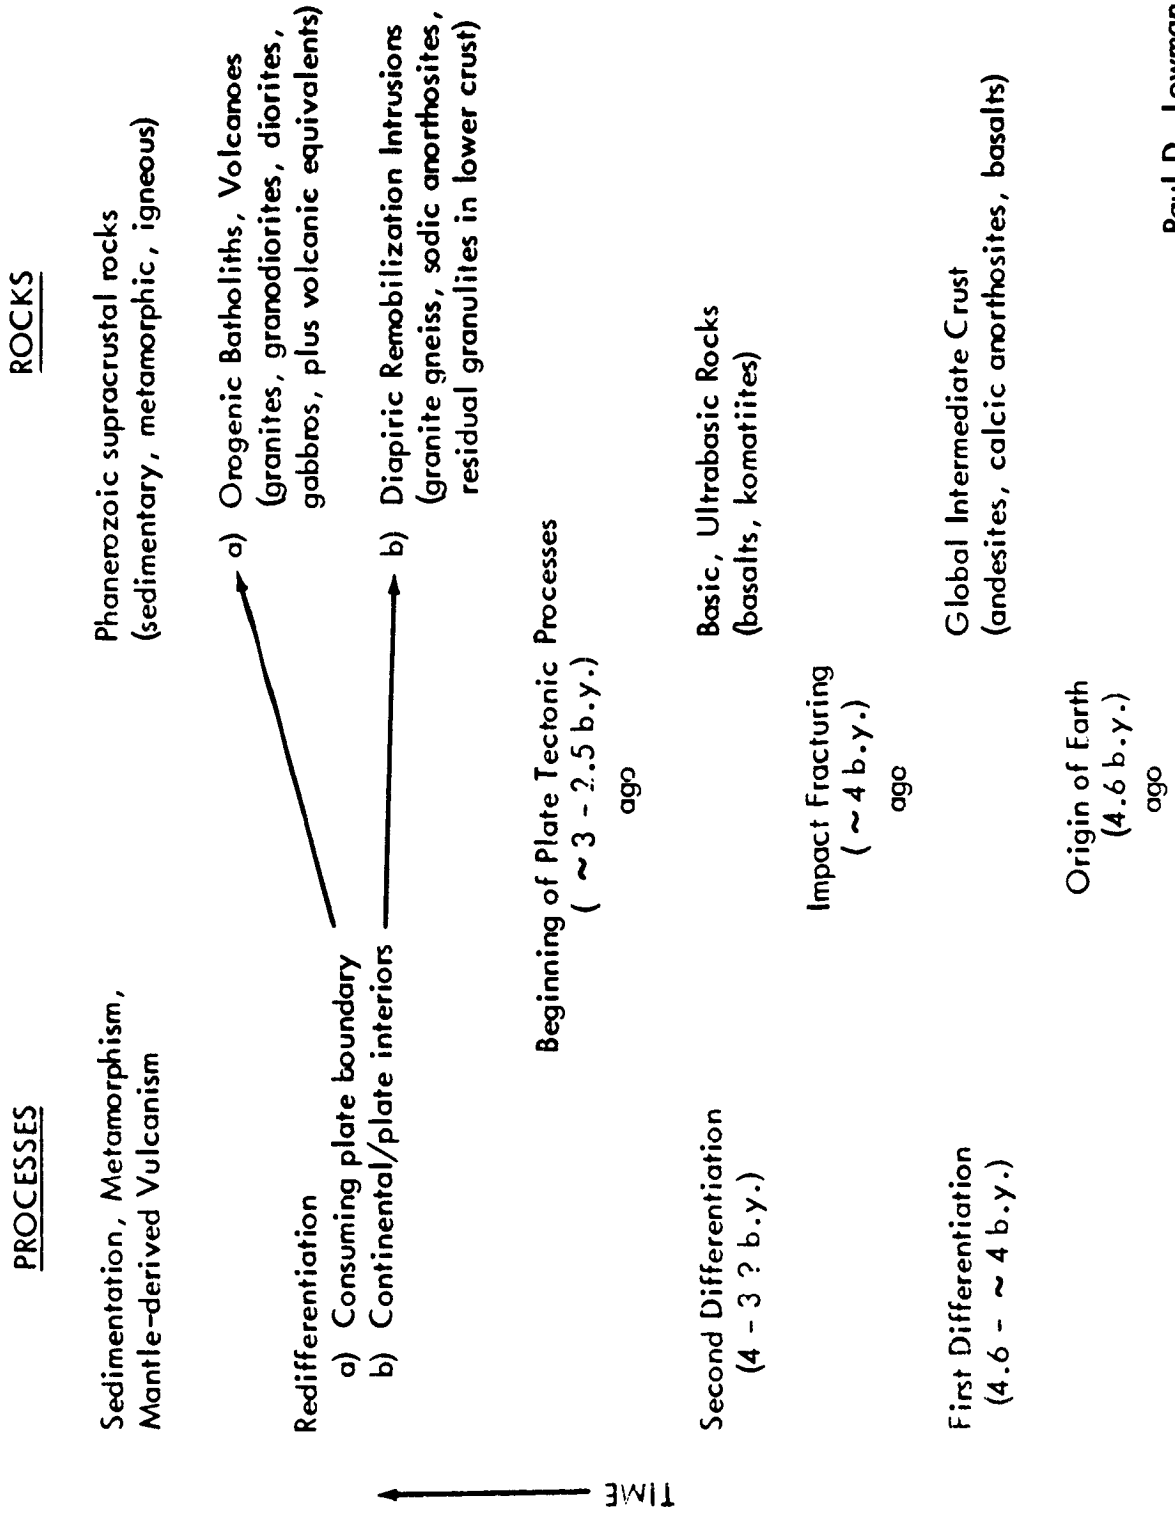 PROCESSES
ROCKS
Sedimentation, Metamorphism,
Mantle-derived Vulcanism
Phanerozoic supracrustal rocks
(sedimentary, metamorphic, igneous)
Redifferentiation
a) Consuming plate boundary
b) Continental/plate interiors
a) Orogenic Batholiths, Volcanoes
(granites, granodiorites, diorites,
gabbros, plus volcanic equivalents)
b) Diapiric Remobilization Intrusions
(granite gneiss, sodic anorthosites,
residual granulites in lower crust)
Beginning of Plate Tectonic Processes
( ~ 3 - 2.5 b.y.)
ago
TIME
Second Differentiation
(4 - 3 ? b.y.)
Basic, Ultrabasic Rocks
(basalts, komatiites)
Impact Fracturing
( ~ 4 b.y.)
ago
First Differentiation
(4.6 - ~ 4 b.y.)
Global Intermediate Crust
(andesites, calcic anorthosites, basalts)
Origin of Earth
(4.6 b.y.)
ago
Paul D. Lowman